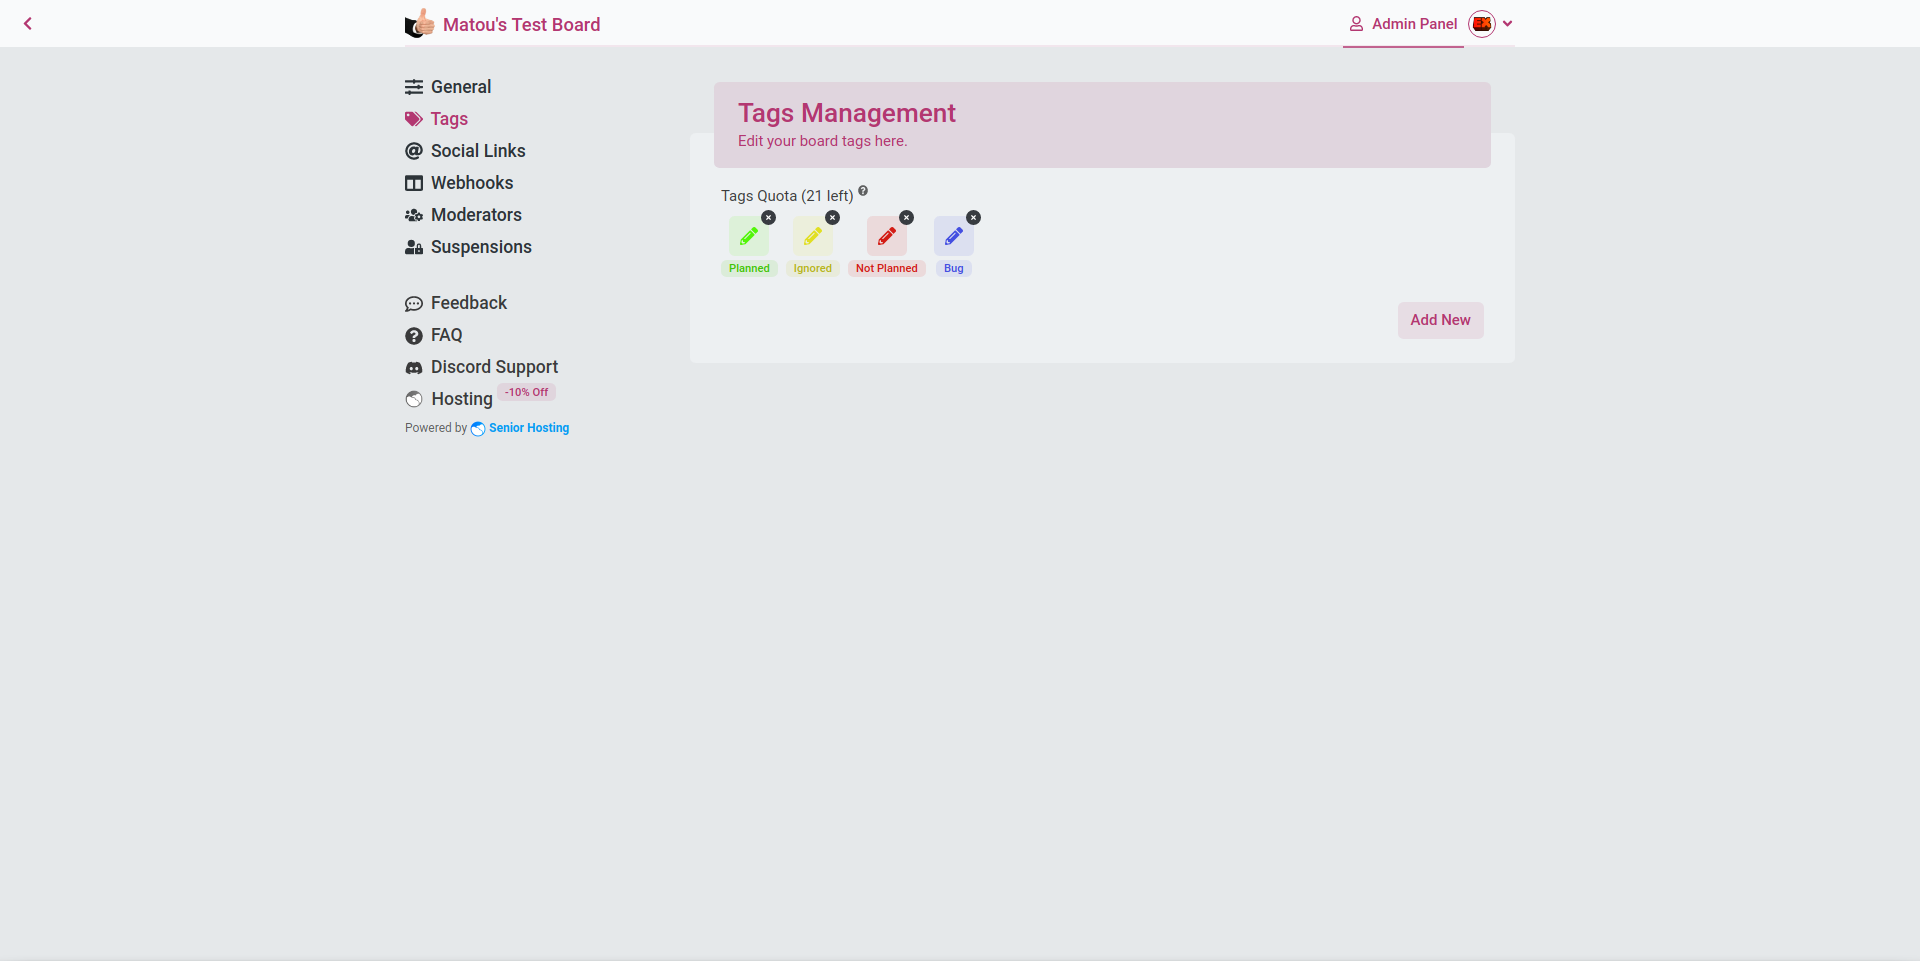 Matou's Test Board
Admin Panel
EX
General
Tags
Social Links
Webhooks
Moderators
Suspensions
Feedback
FAQ
Discord Support
Hosting -10% Off
Powered by Senior Hosting
Tags Management
Edit your board tags here.
Tags Quota (21 left)
Planned Ignored Not Planned Bug
Add New